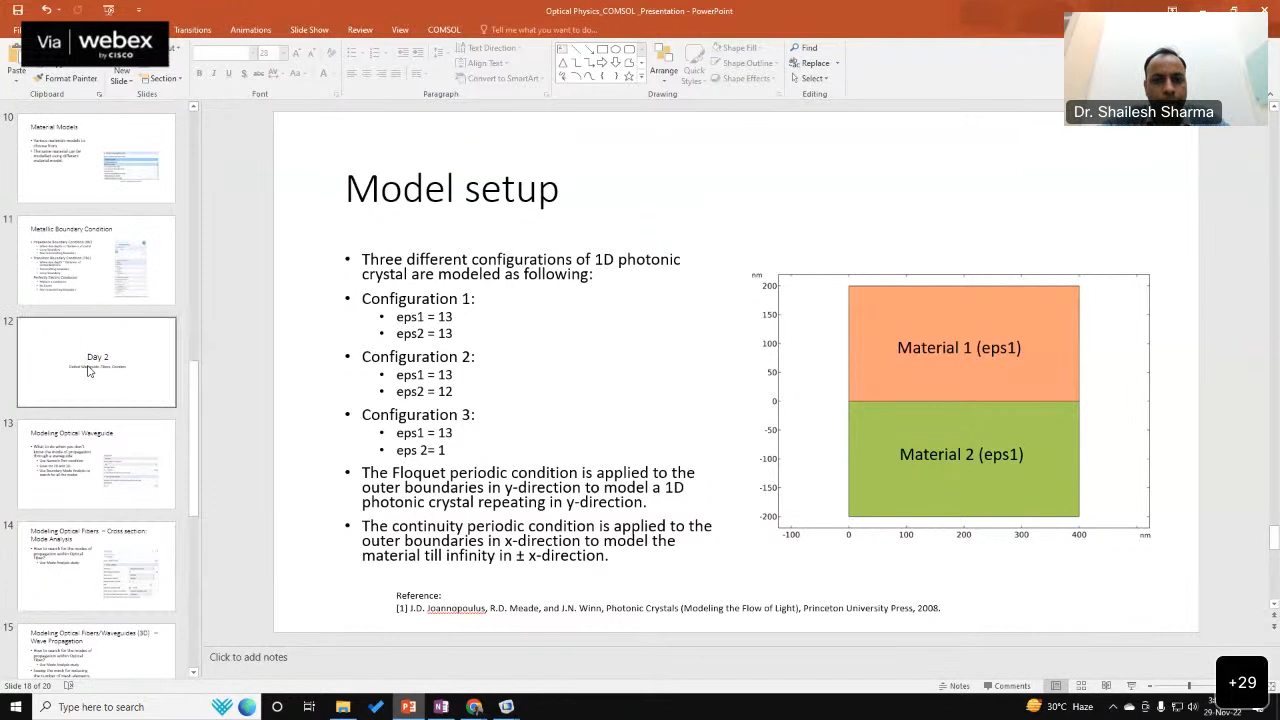 Optical Physics_COMSOL _Presentation - PowerPoint
Via | webex
by CISCO
Transitions Animations Slide Show Review View COMSOL Tell me what you want to do...
Format Painter
New
Slide
28
Text Direction
Align Text
Convert to SmartArt
Arrange
Quick
Styles
Shape Fill
Shape Outline
Shape Effects
Find
Replace
Select
Clipboard Slides Font Paragraph Drawing Editing
Dr. Shailesh Sharma
10
Material Models
11
Metallic Boundary Condition
12
Day 2
13
Modeling Optical Waveguide
14
Modeling Optical Fibers – Cross section:
Mode Analysis
15
Modeling Optical Fibers/Waveguides (3D) –
Wave Propagation
Model setup
• Three different configurations of 1D photonic
crystal are modeled as following:
• Configuration 1:
• eps1 = 13
• eps2 = 13
• Configuration 2:
• eps1 = 13
• eps2 = 12
• Configuration 3:
• eps1 = 13
• eps 2= 1
• The Floquet periodic condition is applied to the
outer boundaries in y-direction to model a 1D
photonic crystal repeating in y-direction.
• The continuity periodic condition is applied to the
outer boundaries in x-direction to model the
material till infinity in ± x-direction.
nm
200
150
100
50
0
-50
-100
-150
-200
Material 1 (eps1)
Material 2 (eps1)
-100 0 100 200 300 400 nm
Reference:
[1] J.D. Joannopoulus, R.D. Meade, and J.N. Winn, Photonic Crystals (Modeling the Flow of Light), Princeton University Press, 2008.
Click to add notes
Slide 18 of 20
Notes Comments
+29
Type here to search
30°C Haze
29-Nov-22